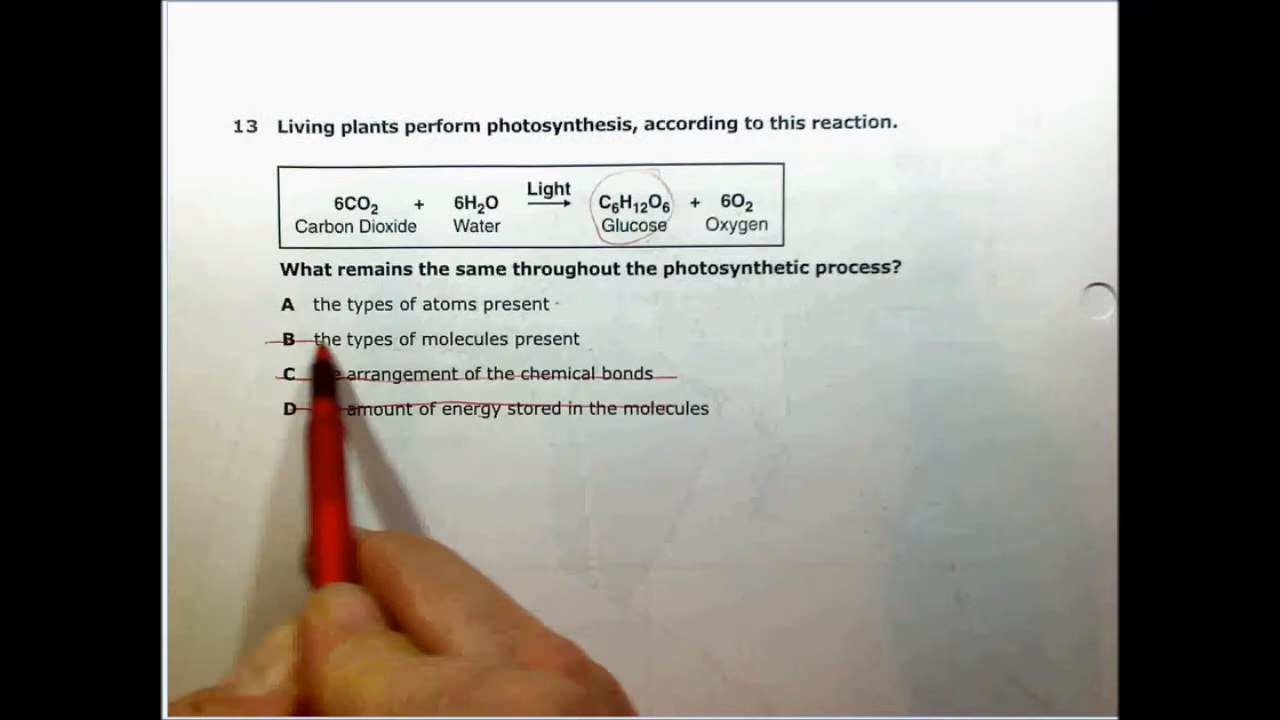 13 Living plants perform photosynthesis, according to this reaction.
6CO₂ + 6H₂O Light → C₆H₁₂O₆ + 6O₂
Carbon Dioxide Water Glucose Oxygen
What remains the same throughout the photosynthetic process?
A the types of atoms present
B the types of molecules present
C arrangement of the chemical bonds
D amount of energy stored in the molecules